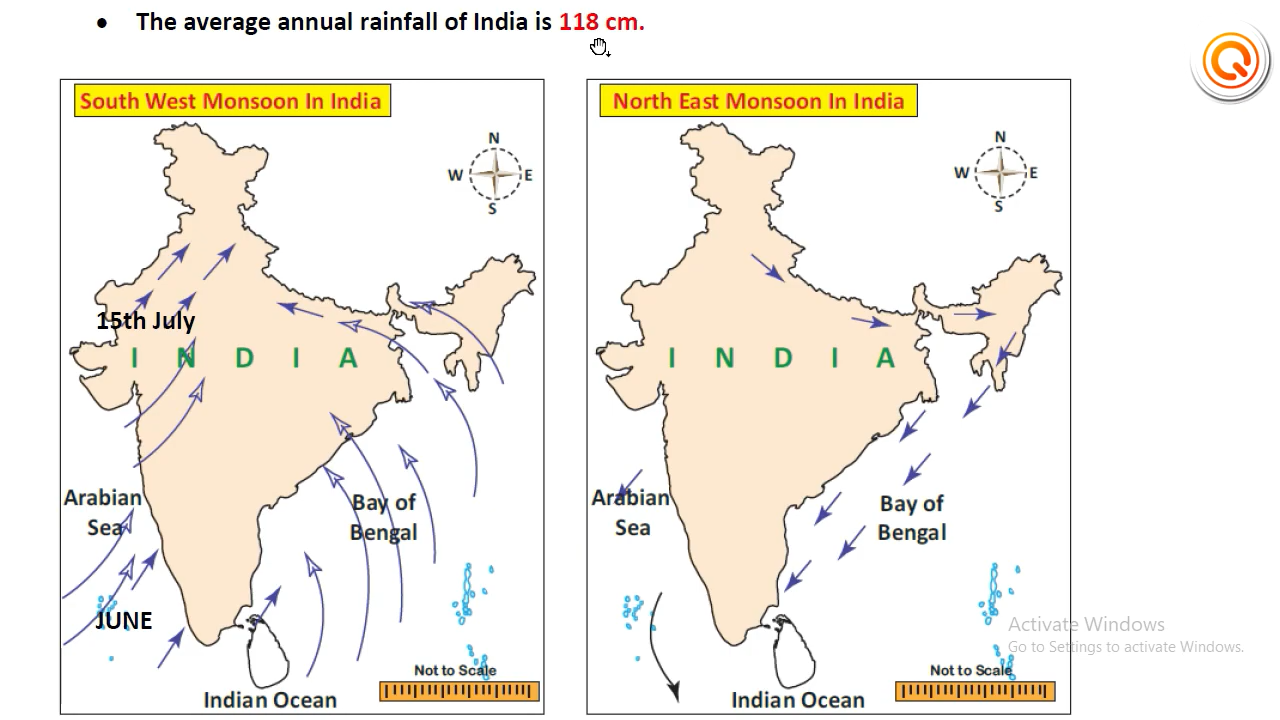 • The average annual rainfall of India is 118 cm.
South West Monsoon In India
N
W E
S
15th July
I N D I A
Arabian
Sea
Bay of
Bengal
JUNE
Not to Scale
Indian Ocean
North East Monsoon In India
N
W E
S
I N D I A
Arabian
Sea
Bay of
Bengal
Not to Scale
Indian Ocean
Activate Windows
Go to Settings to activate Windows.